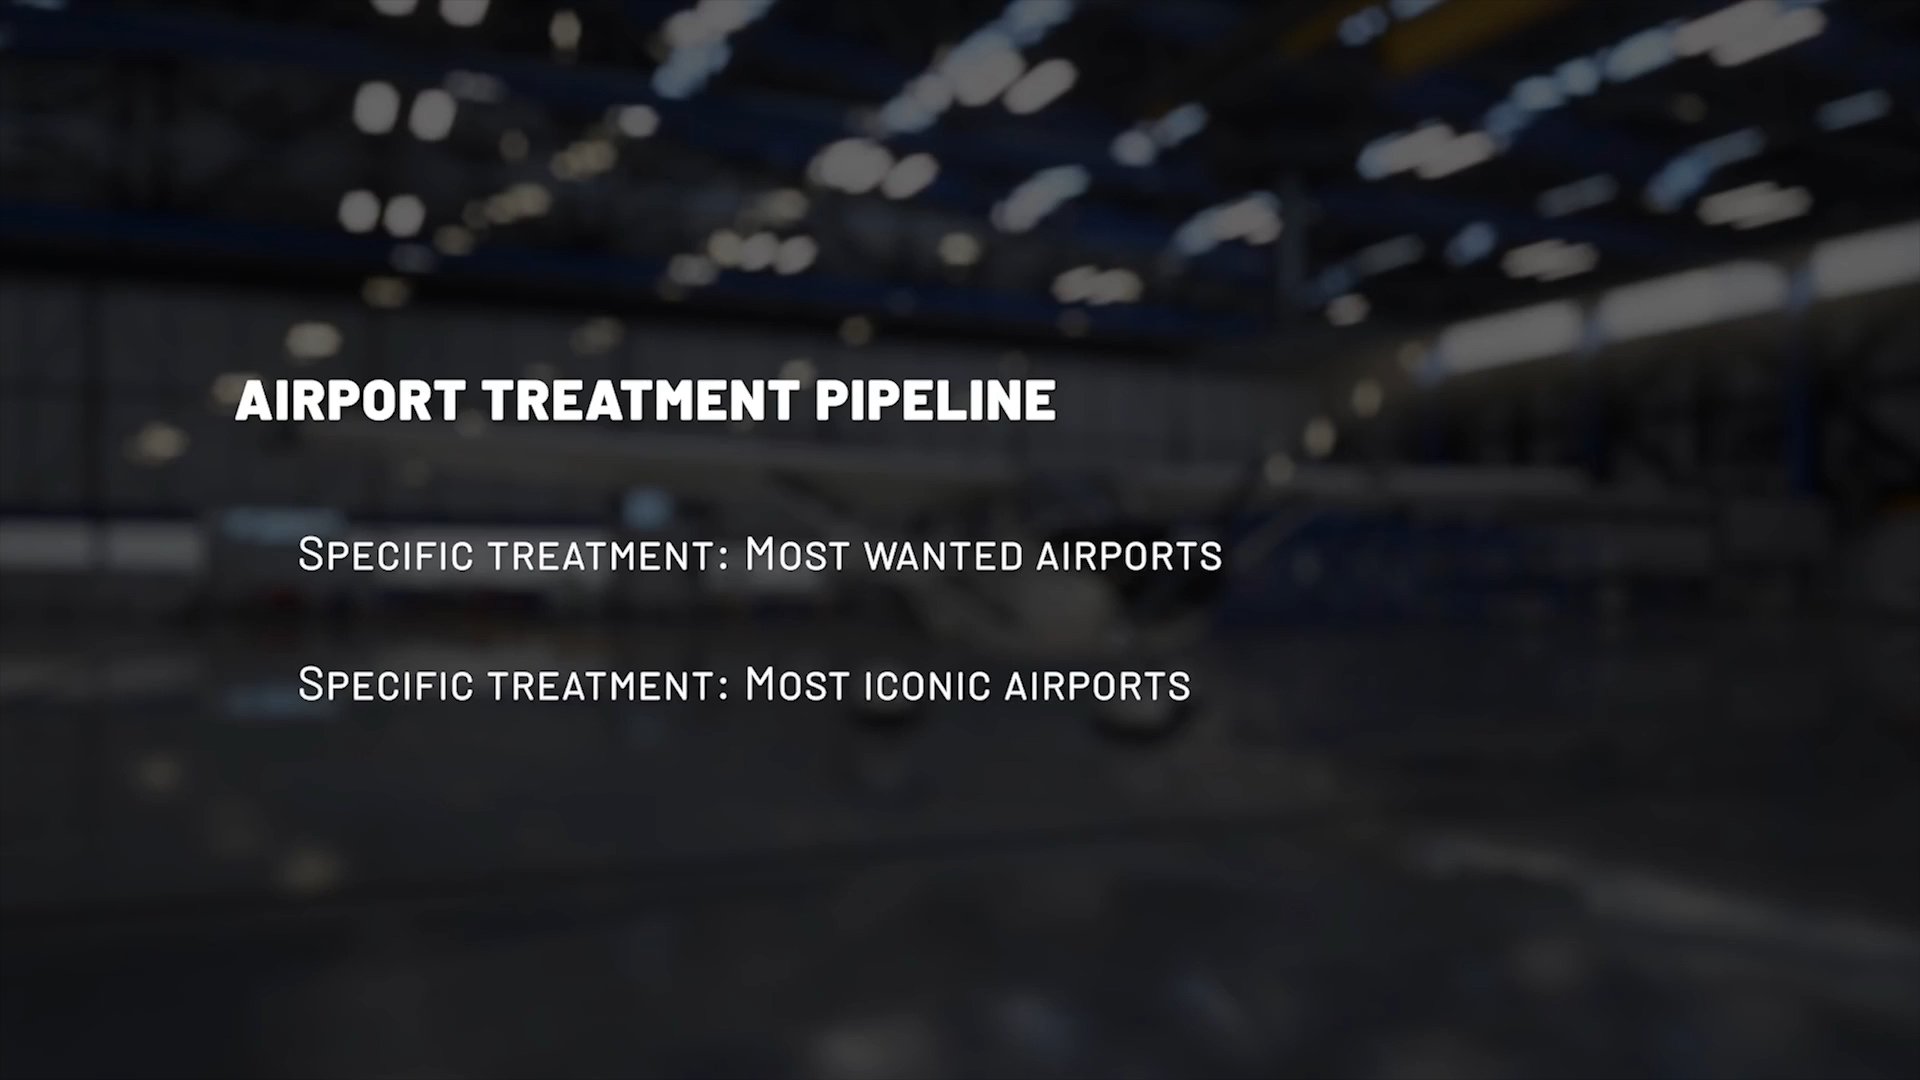 AIRPORT TREATMENT PIPELINE
Specific treatment: Most wanted airports
Specific treatment: Most iconic airports